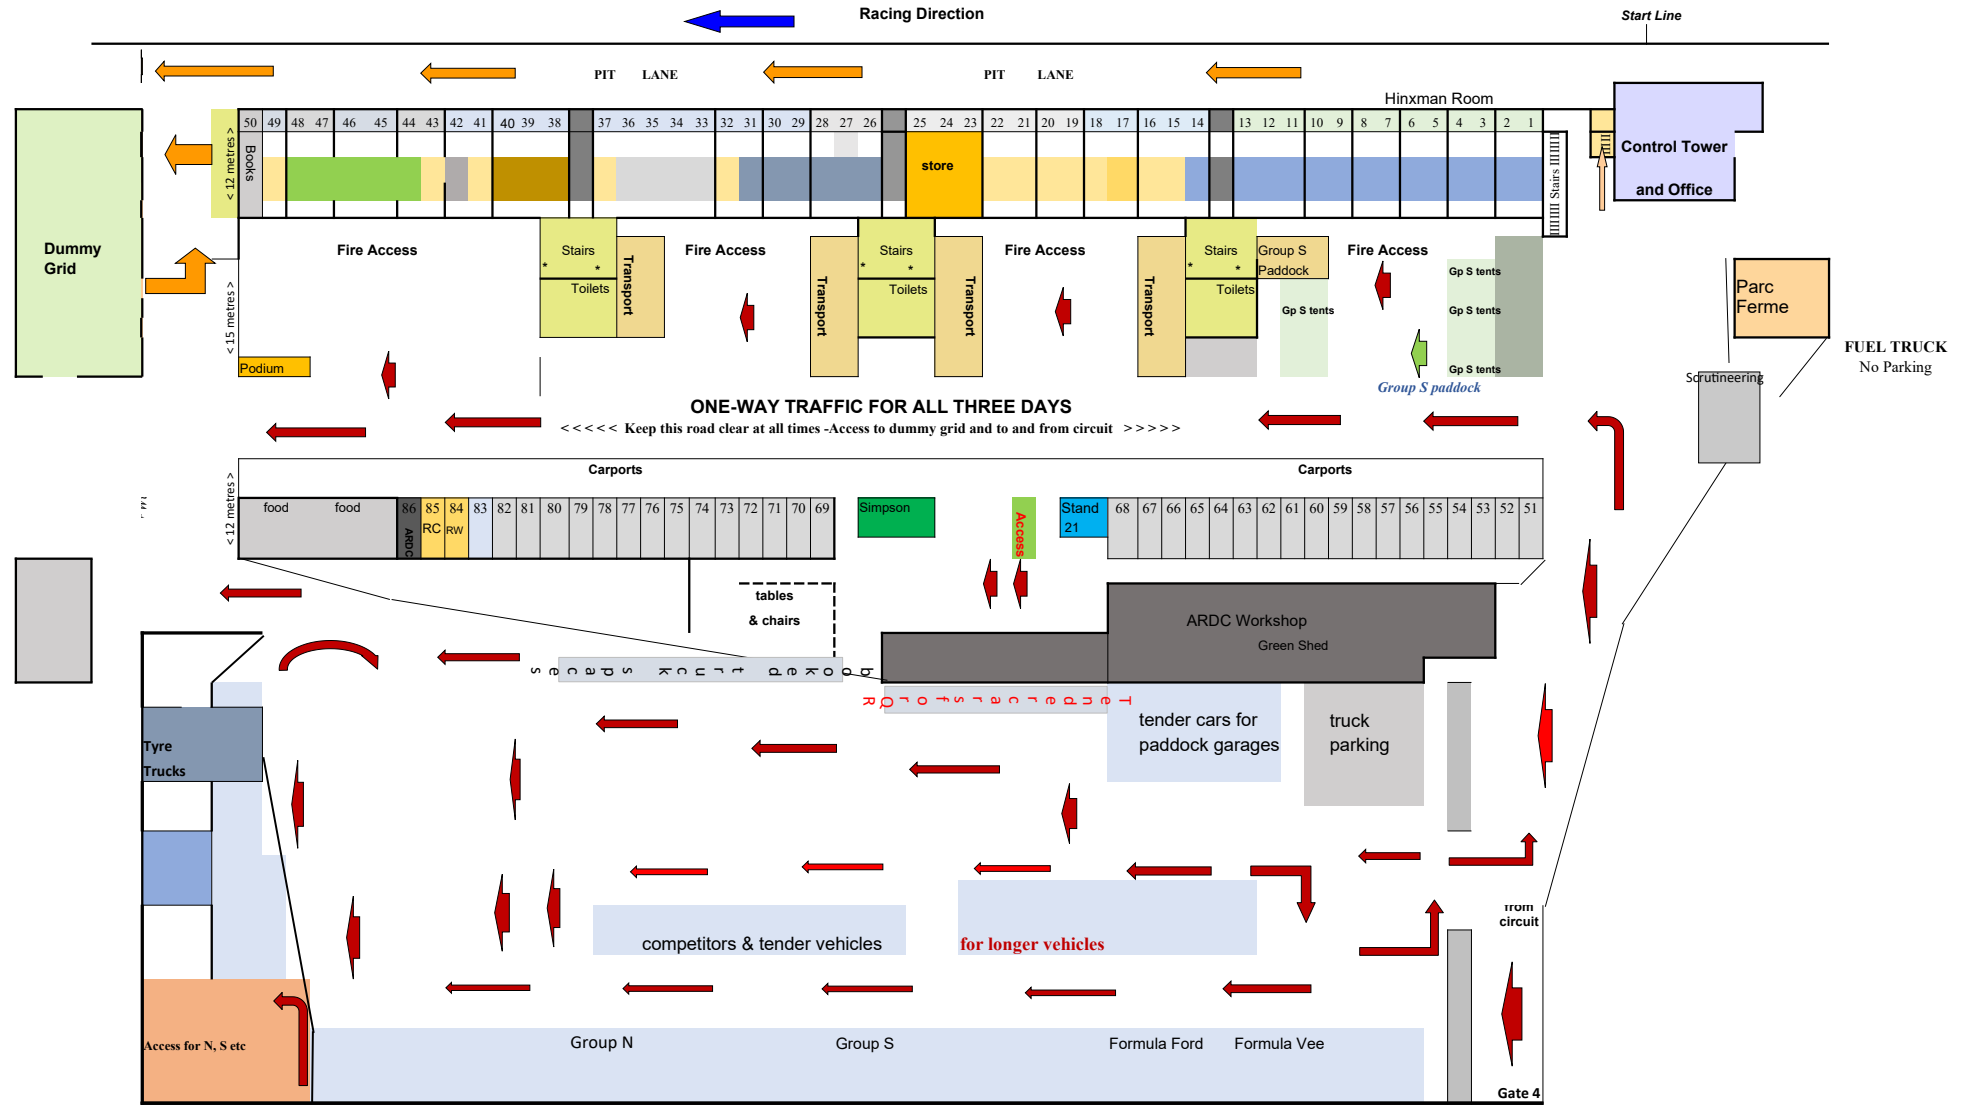 Racing Direction
Start Line
PIT LANE
PIT LANE
Hinxman Room
50 49 48 47 46 45 44 43 42 41 40 39 38 37 36 35 34 33 32 31 30 29 28 27 26 25 24 23 22 21 20 19 18 17 16 15 14 13 12 11 10 9 8 7 6 5 4 3 2 1
< 12 metres >
Books
store
Stairs
Control Tower
and Office
Dummy
Grid
Fire Access
Stairs
*
*
Toilets
Transport
Fire Access
Transport
Stairs
*
*
Toilets
Transport
Fire Access
Transport
Stairs
*
*
Toilets
Group S
Paddock
Fire Access
Gp S tents
Gp S tents
Gp S tents
Gp S tents
< 15 metres >
Podium
Group S paddock
Parc
Ferme
FUEL TRUCK
No Parking
Scrutineering
ONE-WAY TRAFFIC FOR ALL THREE DAYS
< < < < < Keep this road clear at all times -Access to dummy grid and to and from circuit > > > > >
Carports
Carports
< 12 metres >
food food
86
ARDC
85
RC
84
RW
83 82 81 80 79 78 77 76 75 74 73 72 71 70 69
Simpson
Access
Stand
21
68 67 66 65 64 63 62 61 60 59 58 57 56 55 54 53 52 51
tables
& chairs
ARDC Workshop
Green Shed
booked truck spaces
Tender cars for QR
tender cars for
paddock garages
truck
parking
Tyre
Trucks
competitors & tender vehicles
for longer vehicles
from
circuit
Access for N, S etc
Group N
Group S
Formula Ford
Formula Vee
Gate 4